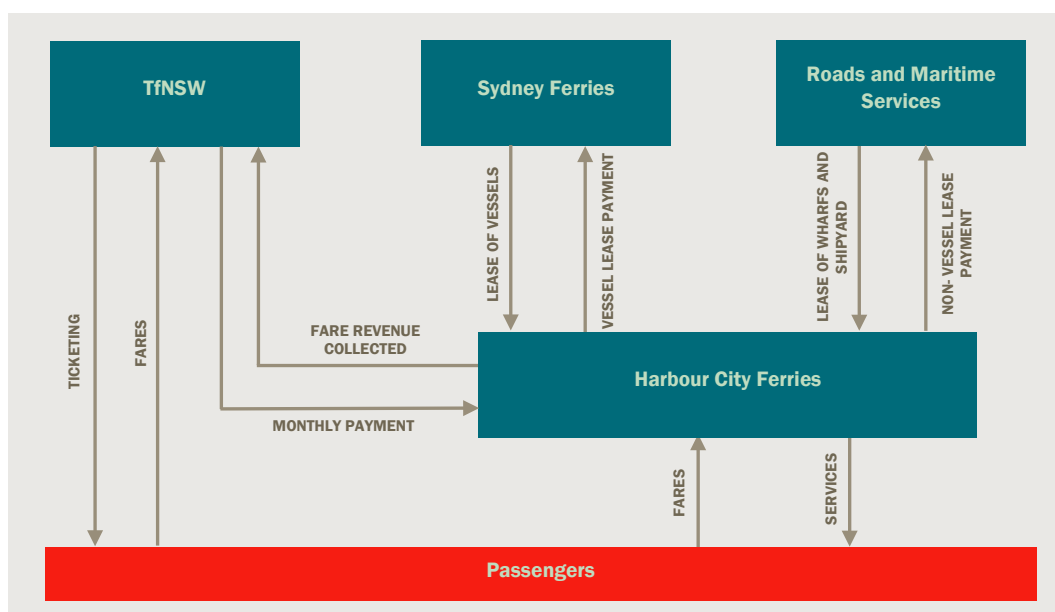 TfNSW
Sydney Ferries
Roads and Maritime
Services
LEASE OF VESSELS
VESSEL LEASE PAYMENT
LEASE OF WHARFS AND
SHIPYARD
NON-VESSEL LEASE
PAYMENT
TICKETING
FARES
FARE REVENUE
COLLECTED
Harbour City Ferries
MONTHLY PAYMENT
FARES
SERVICES
Passengers